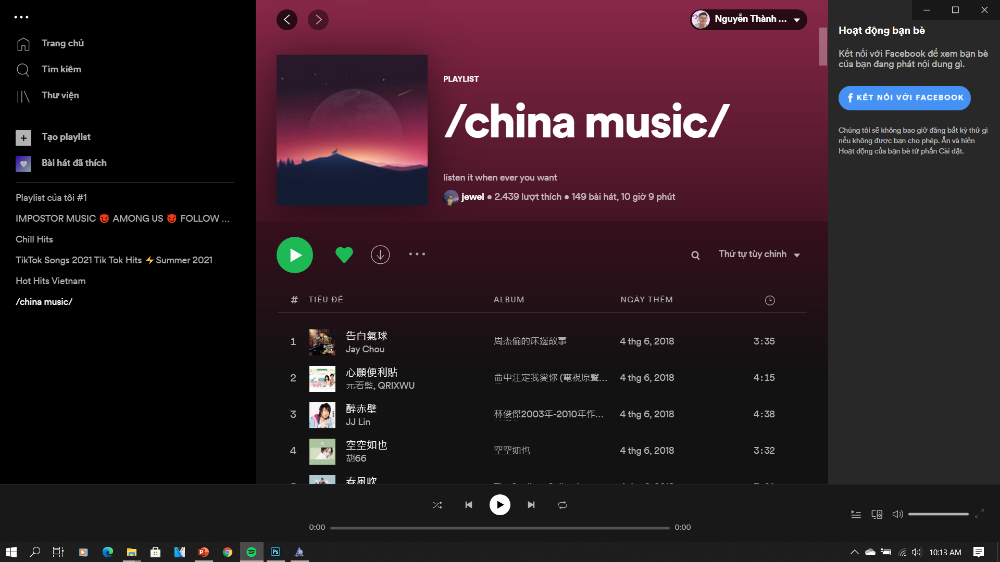 Trang chủ
Tìm kiếm
Thư viện
Tạo playlist
Bài hát đã thích
Playlist của tôi #1
IMPOSTOR MUSIC 😈 AMONG US 😈 FOLLOW ...
Chill Hits
TikTok Songs 2021 Tik Tok Hits ⚡Summer 2021
Hot Hits Vietnam
/china music/
Nguyễn Thành ...
PLAYLIST
/china music/
listen it when ever you want
jewel • 2.439 lượt thích • 149 bài hát, 10 giờ 9 phút
Thứ tự tùy chỉnh
# TIÊU ĐỀ ALBUM NGÀY THÊM
1 告白氣球 周杰倫的床邊故事 4 thg 6, 2018 3:35
Jay Chou
2 心願便利貼 命中注定我愛你 (電視原聲... 4 thg 6, 2018 4:15
元若藍, QRIXWU
3 醉赤壁 林俊傑2003年-2010年作... 4 thg 6, 2018 4:38
JJ Lin
4 空空如也 空空如也 4 thg 6, 2018 3:32
胡66
春風吹
Hoạt động bạn bè
Kết nối với Facebook để xem bạn bè
của bạn đang phát nội dung gì.
KẾT NỐI VỚI FACEBOOK
Chúng tôi sẽ không bao giờ đăng bất kỳ thứ gì
nếu không được bạn cho phép. Ẩn và hiện
Hoạt động của bạn bè từ phần Cài đặt.
0:00 0:00
Ps
10:13 AM